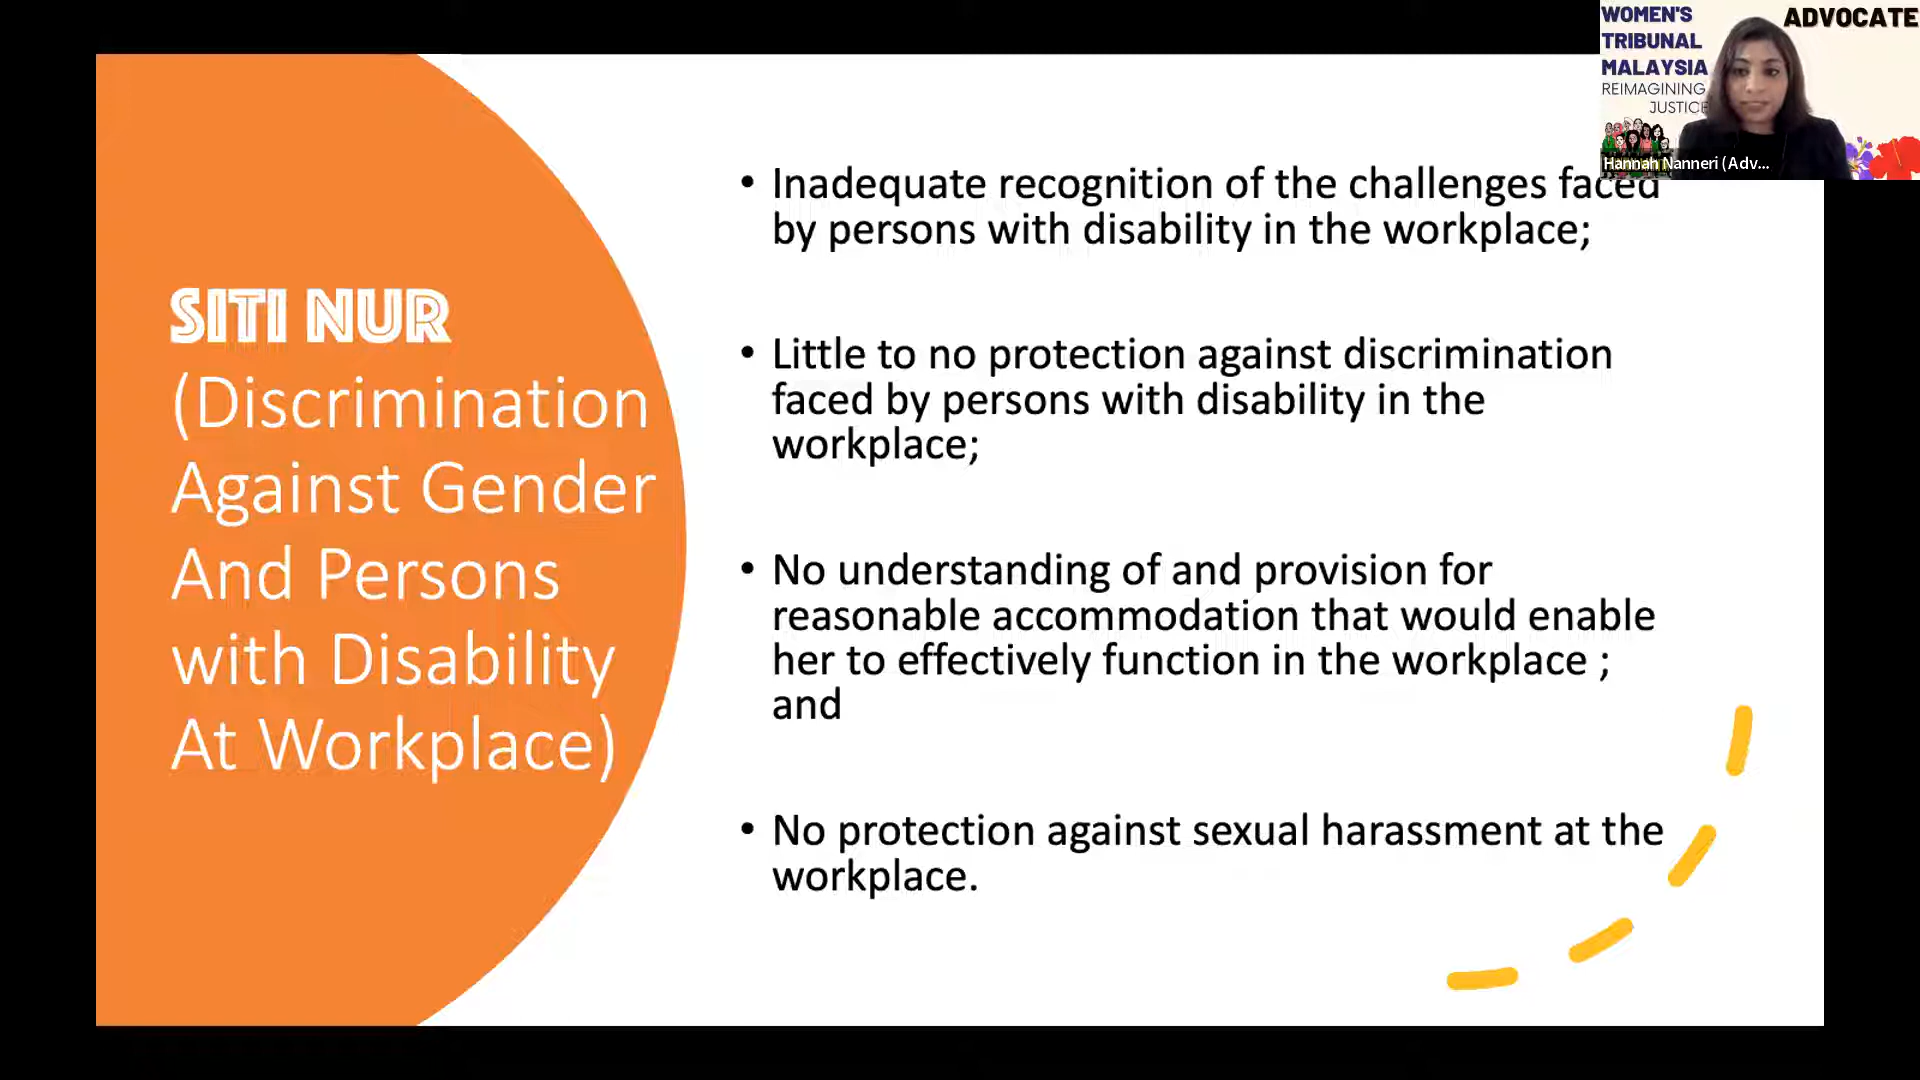 SITI NUR
(Discrimination
Against Gender
And Persons
with Disability
At Workplace)
• Inadequate recognition of the challenges faced
by persons with disability in the workplace;
• Little to no protection against discrimination
faced by persons with disability in the
workplace;
• No understanding of and provision for
reasonable accommodation that would enable
her to effectively function in the workplace ;
and
• No protection against sexual harassment at the
workplace.
WOMEN'S
TRIBUNAL
MALAYSIA
REIMAGINING
JUSTICE
ADVOCATE
Hannah Nanneri (Adv...